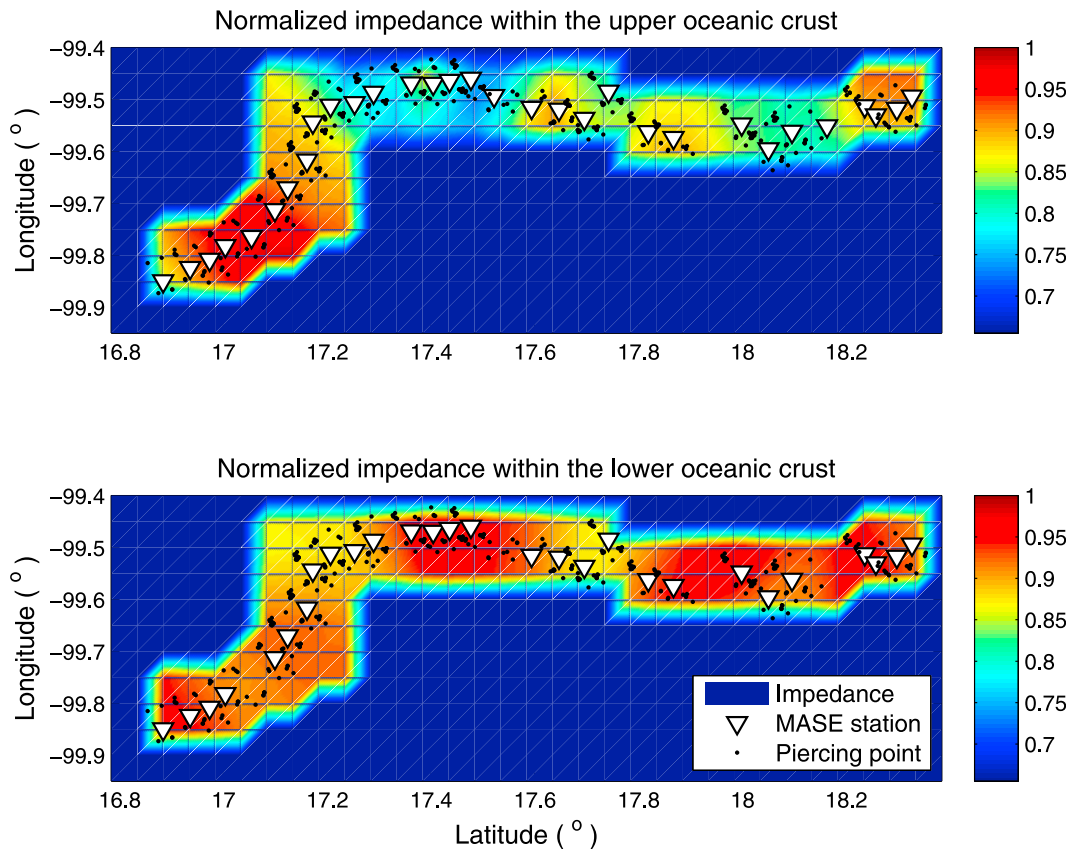 Normalized impedance within the upper oceanic crust
−99.4
−99.5
−99.6
−99.7
−99.8
−99.9
Longitude ( o )
16.8 17 17.2 17.4 17.6 17.8 18 18.2
1
0.95
0.9
0.85
0.8
0.75
0.7
Normalized impedance within the lower oceanic crust
−99.4
−99.5
−99.6
−99.7
−99.8
−99.9
Longitude ( o )
Impedance
MASE station
Piercing point
16.8 17 17.2 17.4 17.6 17.8 18 18.2
Latitude ( o )
1
0.95
0.9
0.85
0.8
0.75
0.7